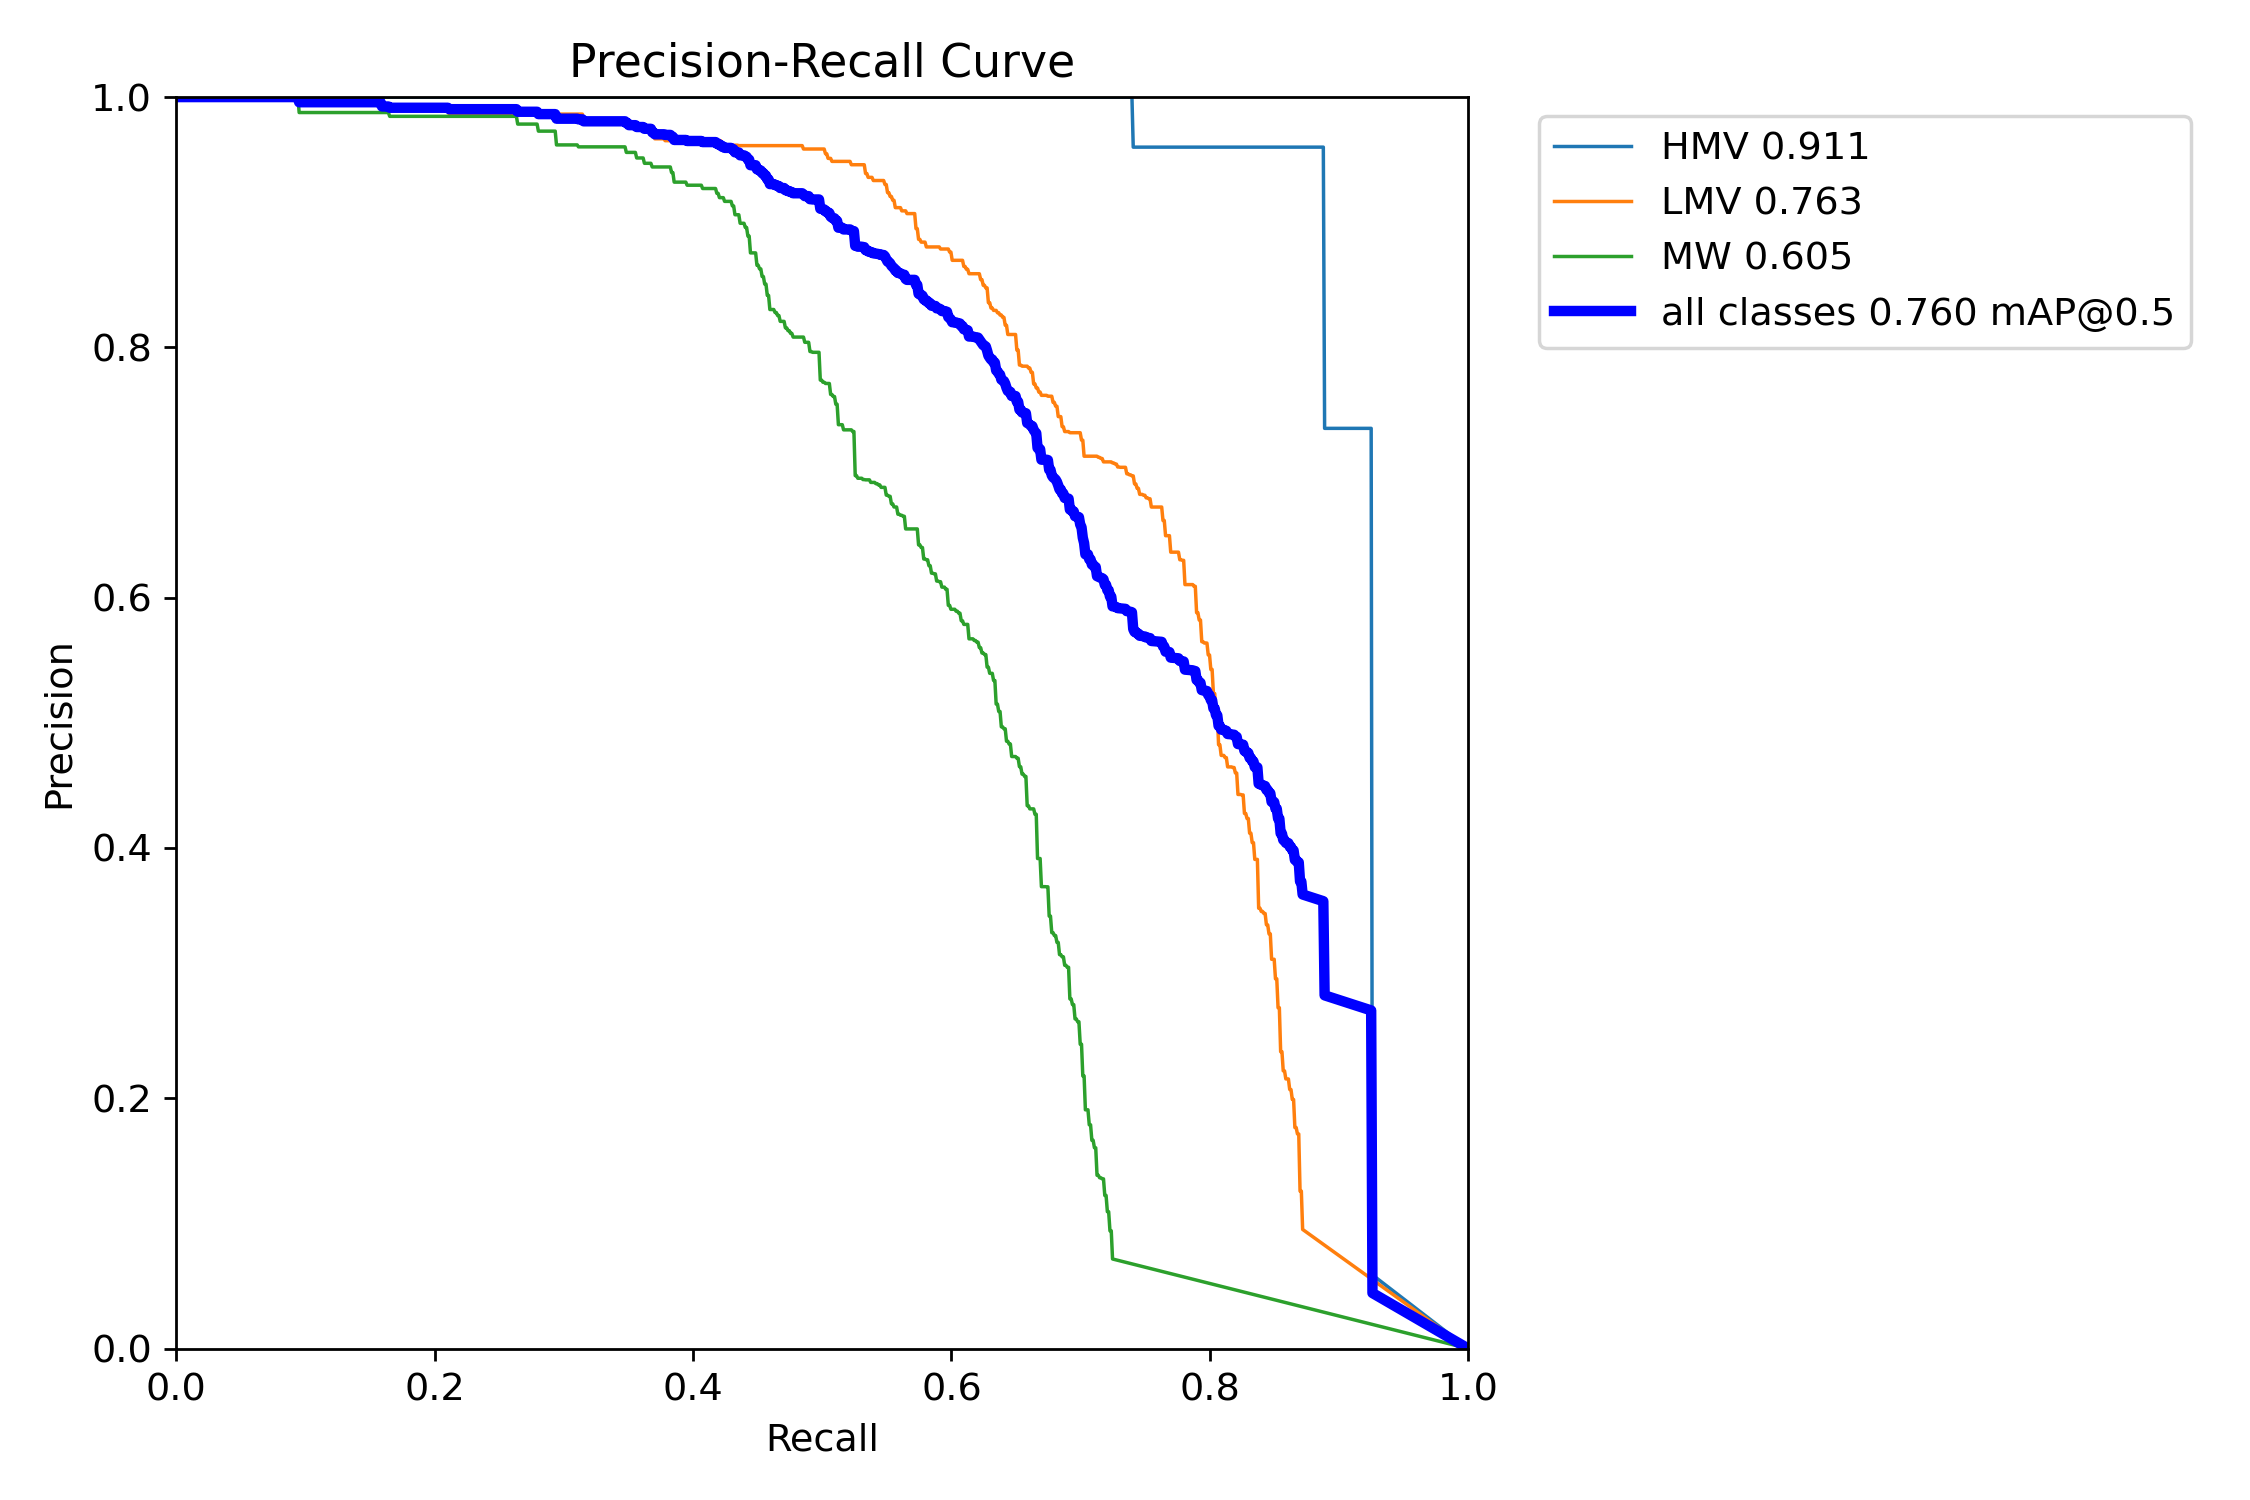 Precision-Recall Curve
HMV 0.911
LMV 0.763
MW 0.605
all classes 0.760 mAP@0.5
1.0
0.8
0.6
0.4
0.2
0.0
Precision
0.0 0.2 0.4 0.6 0.8 1.0
Recall